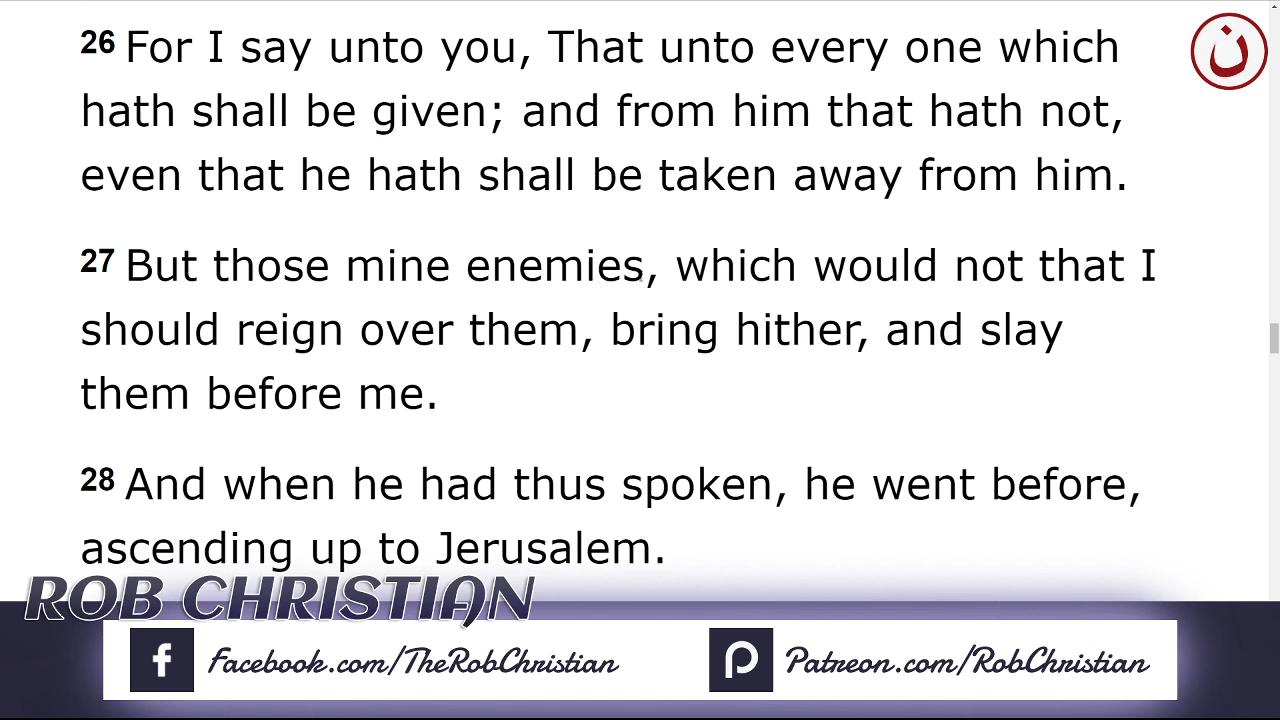 26 For I say unto you, That unto every one which
hath shall be given; and from him that hath not,
even that he hath shall be taken away from him.
27 But those mine enemies, which would not that I
should reign over them, bring hither, and slay
them before me.
28 And when he had thus spoken, he went before,
ascending up to Jerusalem.
ن
ROB CHRISTIAN
f Facebook.com/TheRobChristian
Patreon.com/RobChristian